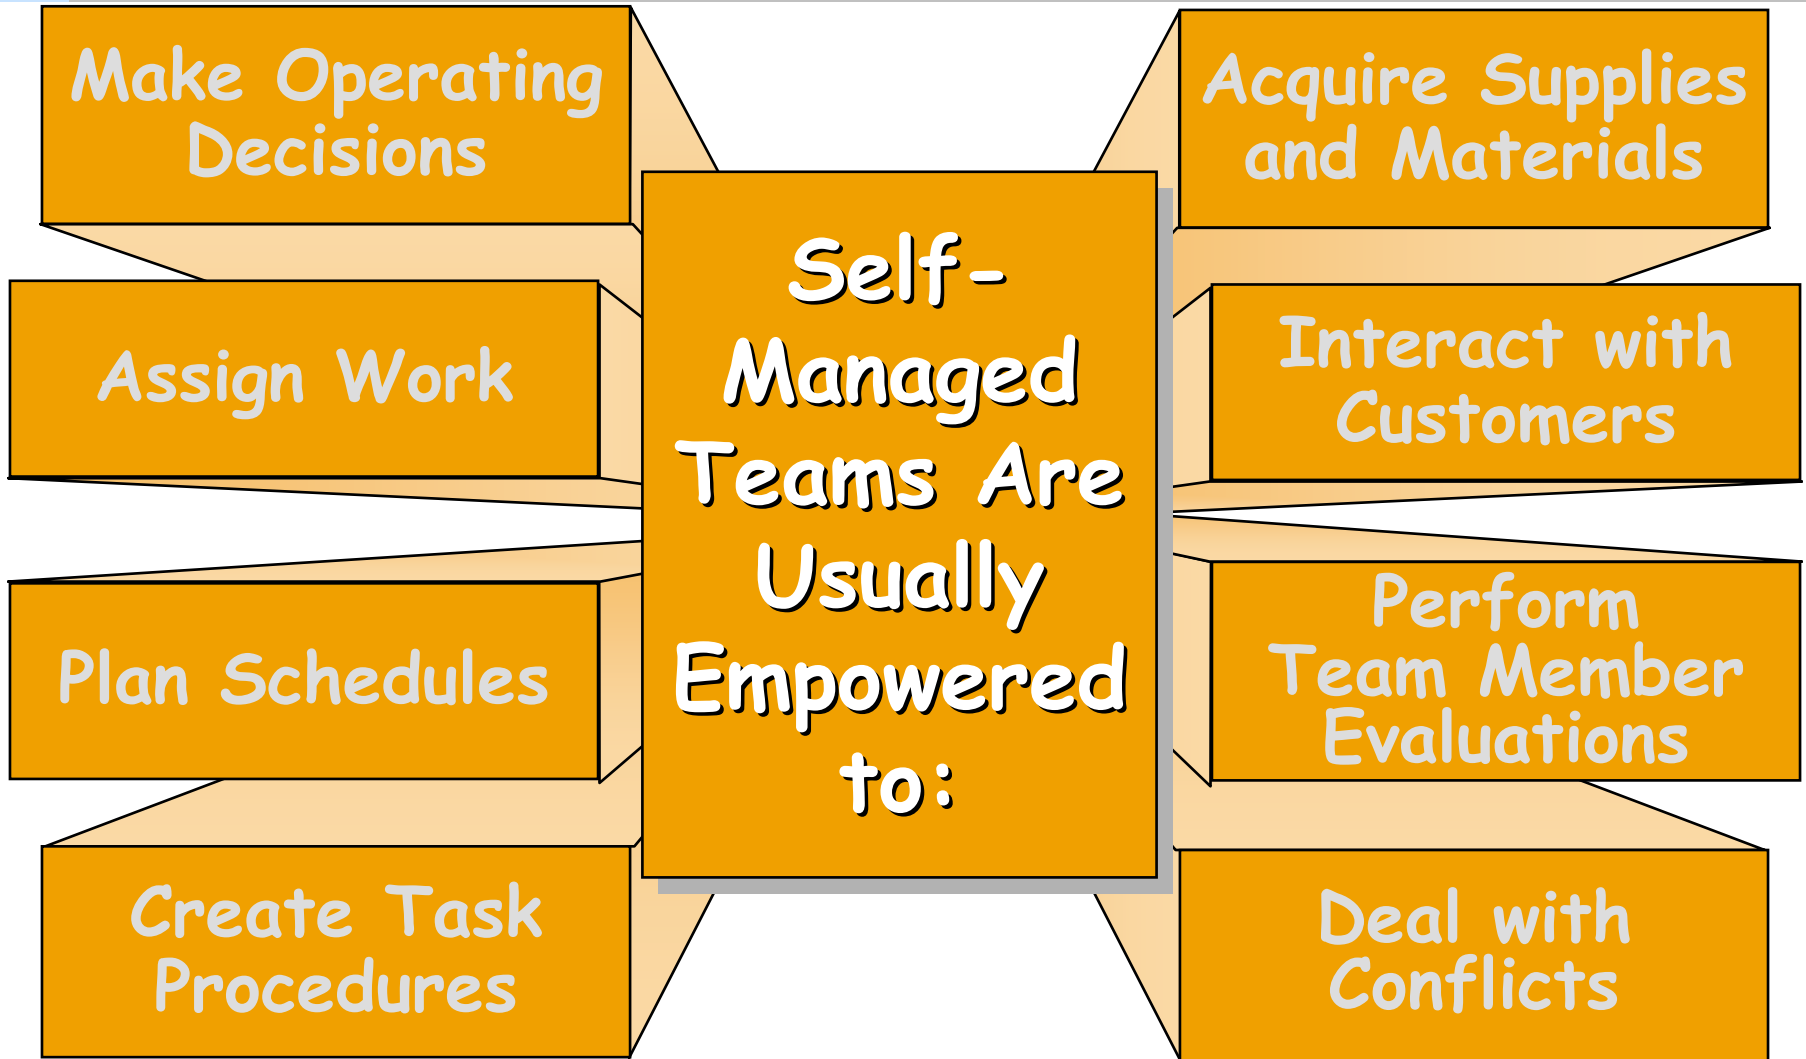 Make Operating
Decisions
Assign Work
Plan Schedules
Create Task
Procedures
Self-
Managed
Teams Are
Usually
Empowered
to:
Acquire Supplies
and Materials
Interact with
Customers
Perform
Team Member
Evaluations
Deal with
Conflicts